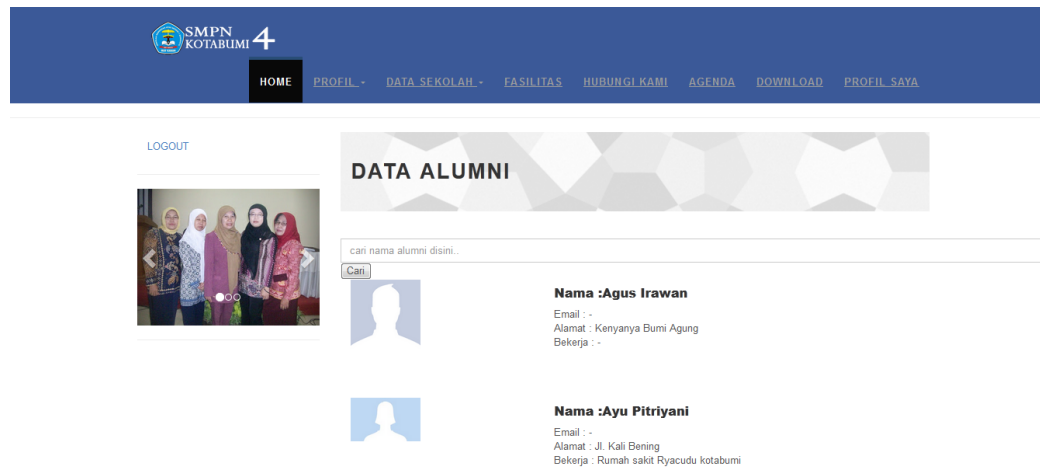 SMPN
KOTABUMI 4
HOME PROFIL - DATA SEKOLAH - FASILITAS HUBUNGI KAMI AGENDA DOWNLOAD PROFIL SAYA
LOGOUT
DATA ALUMNI
cari nama alumni disini..
Cari
Nama :Agus Irawan
Email : -
Alamat : Kenyanya Bumi Agung
Bekerja : -
Nama :Ayu Pitriyani
Email : -
Alamat : Jl. Kali Bening
Bekerja : Rumah sakit Ryacudu kotabumi